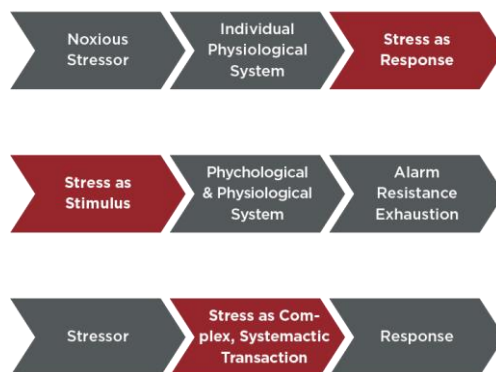 Noxious
Stressor
Individual
Physiological
System
Stress as
Response
Stress as
Stimulus
Phychological
& Physiological
System
Alarm
Resistance
Exhaustion
Stressor
Stress as Com-
plex, Systemactic
Transaction
Response